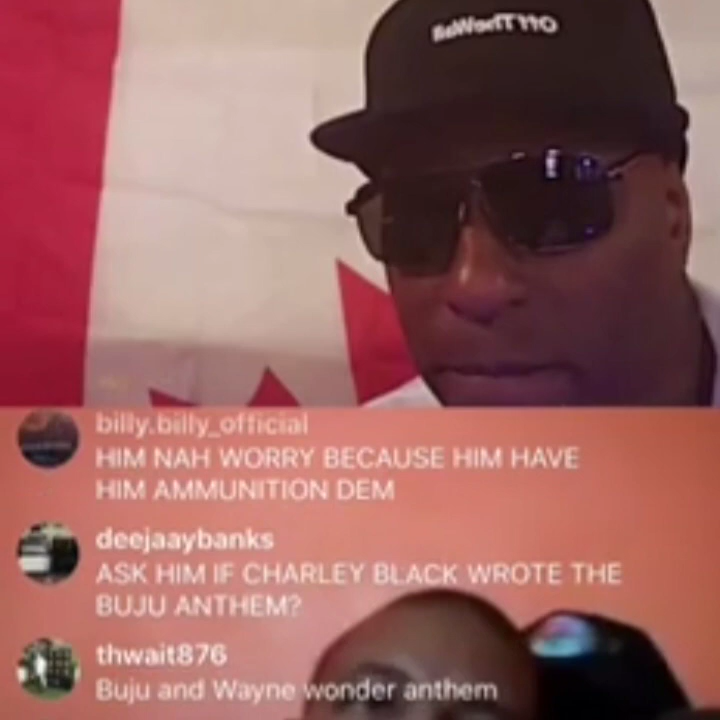 OffTheWall
billy.billy_official
HIM NAH WORRY BECAUSE HIM HAVE
HIM AMMUNITION DEM
deejaaybanks
ASK HIM IF CHARLEY BLACK WROTE THE
BUJU ANTHEM?
thwait876
Buju and Wayne wonder anthem